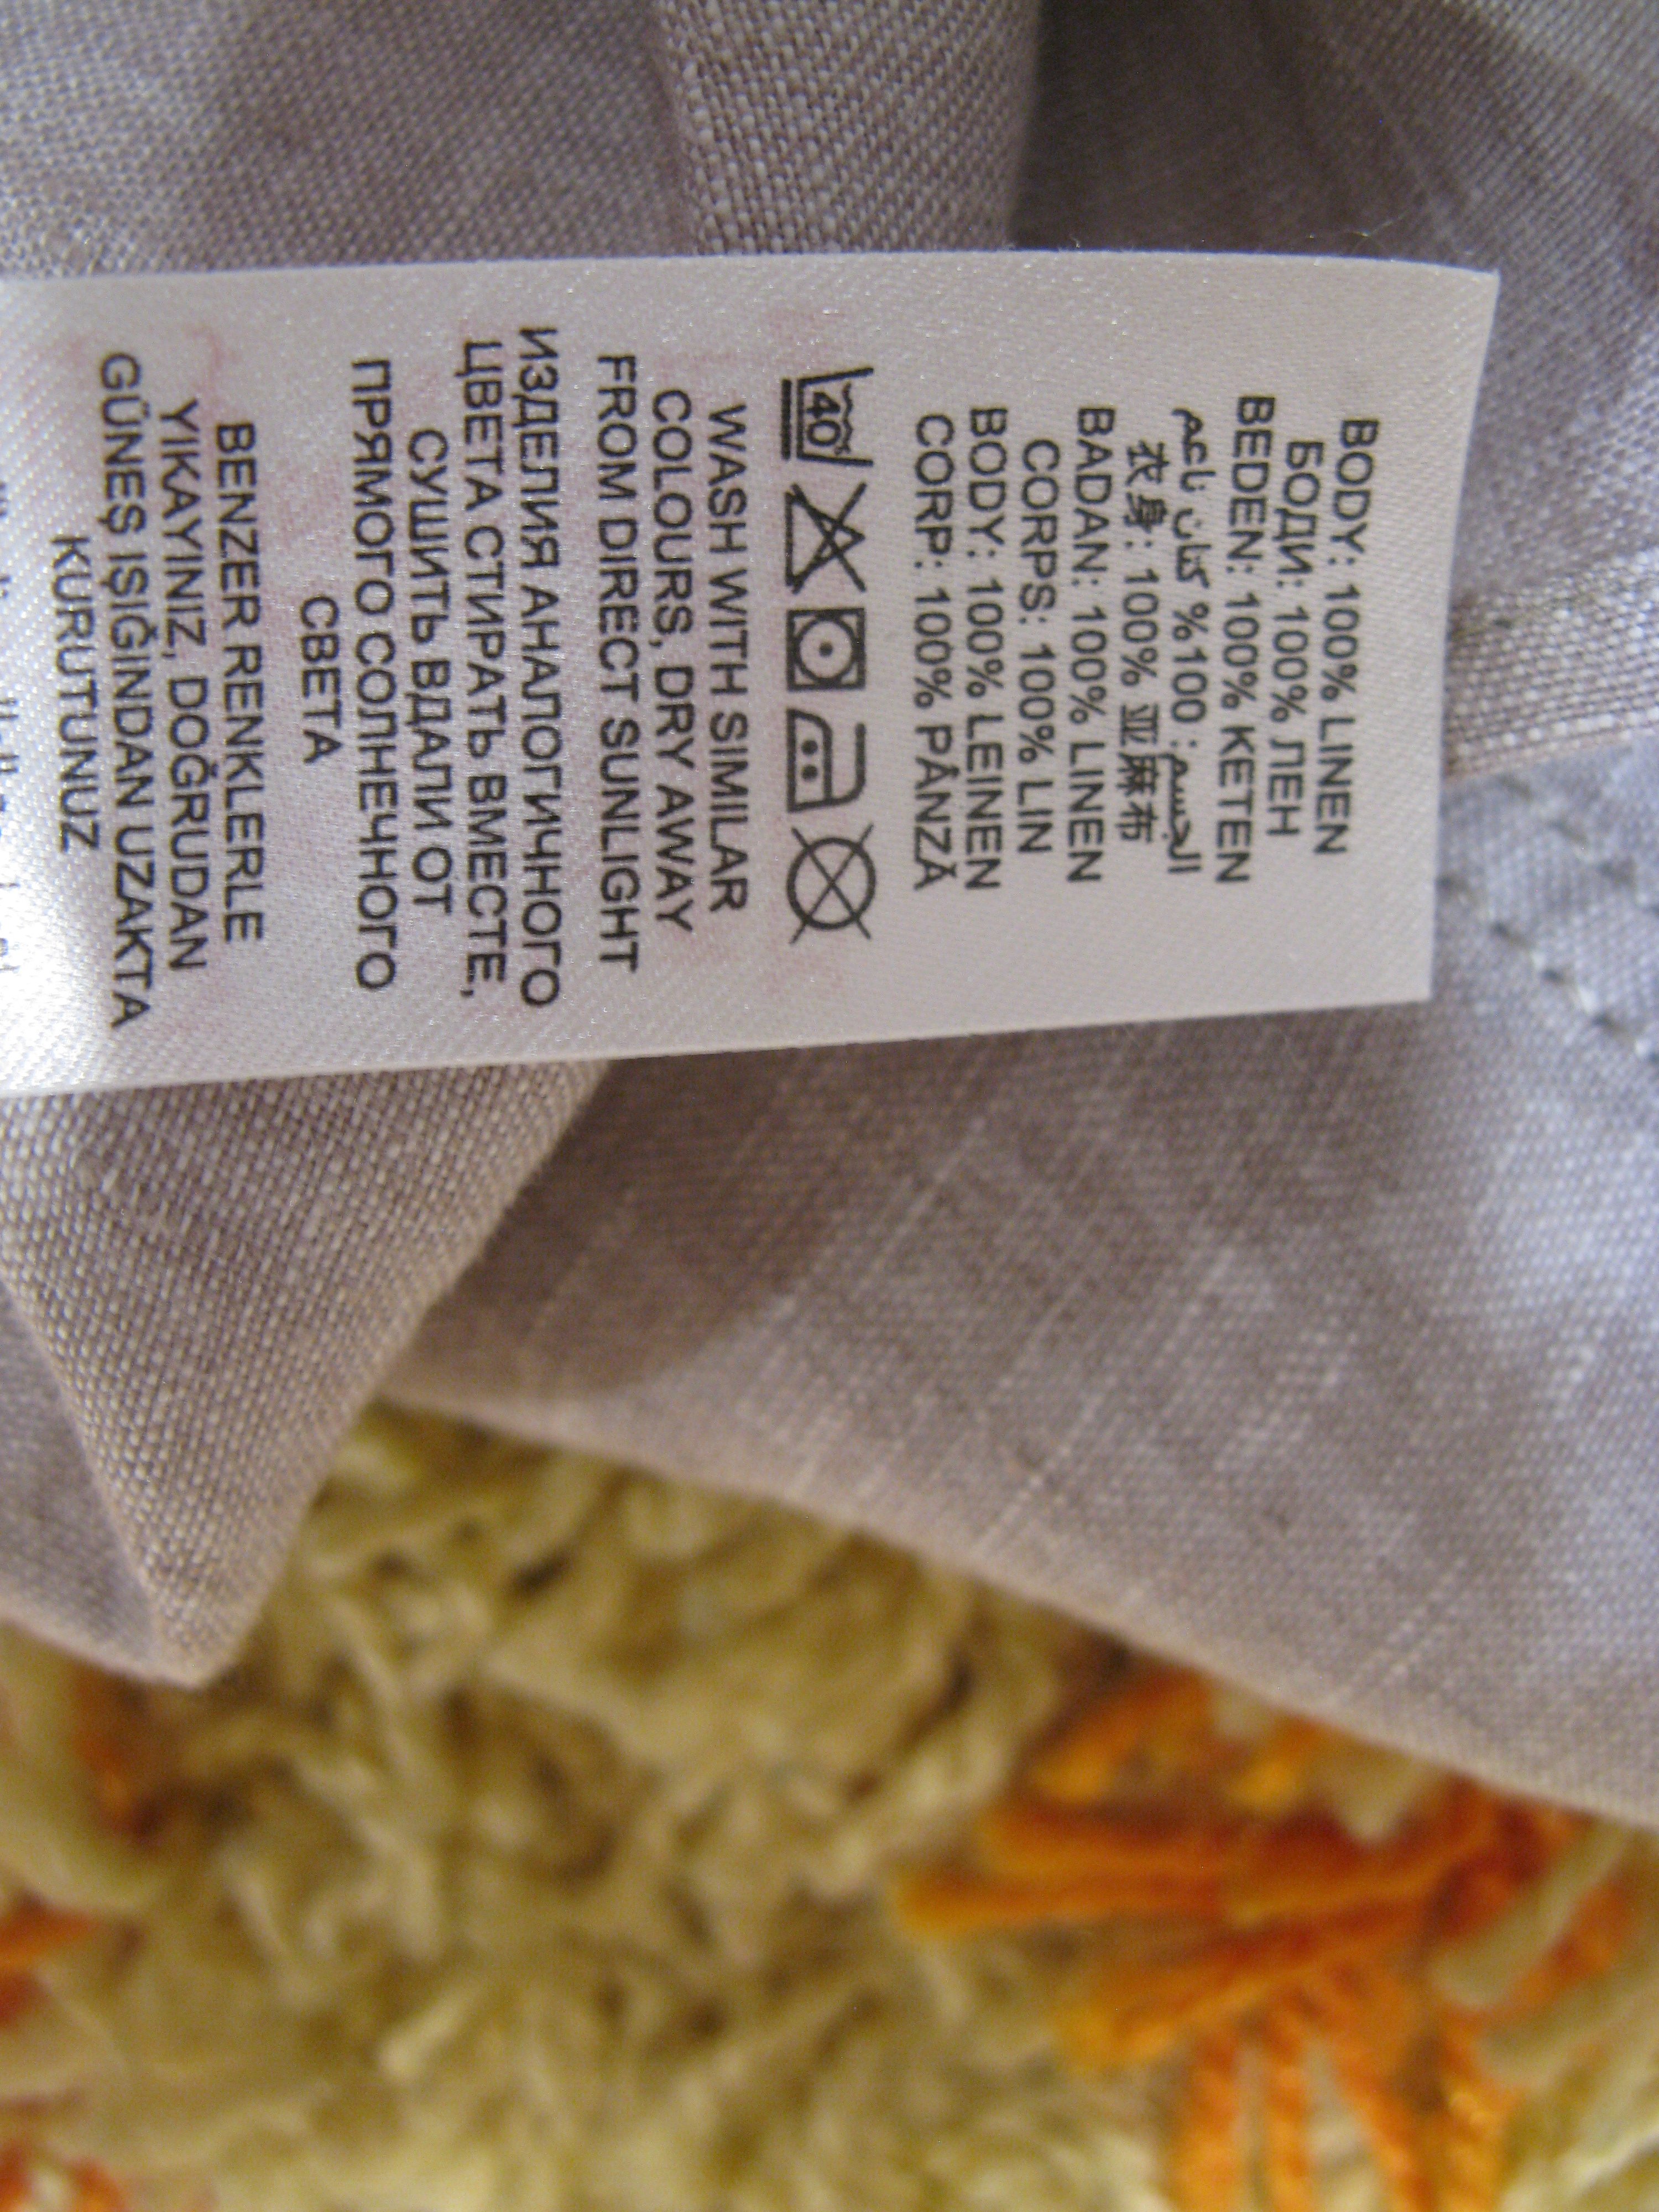 BODY: 100% LINEN
БОДИ: 100% ЛЕН
BEDEN: 100% KETEN
الجسم: 100% كتان ناعم
衣身: 100% 亚麻布
BADAN: 100% LINEN
CORPS: 100% LIN
BODY: 100% LEINEN
CORP: 100% PÂNZĂ
40
WASH WITH SIMILAR
COLOURS, DRY AWAY
FROM DIRECT SUNLIGHT
ИЗДЕЛИЯ АНАЛОГИЧНОГО
ЦВЕТА СТИРАТЬ ВМЕСТЕ,
СУШИТЬ ВДАЛИ ОТ
ПРЯМОГО СОЛНЕЧНОГО
СВЕТА
BENZER RENKLERLE
YIKAYINIZ, DOĞRUDAN
GÜNEŞ IŞIĞINDAN UZAKTA
KURUTUNUZ